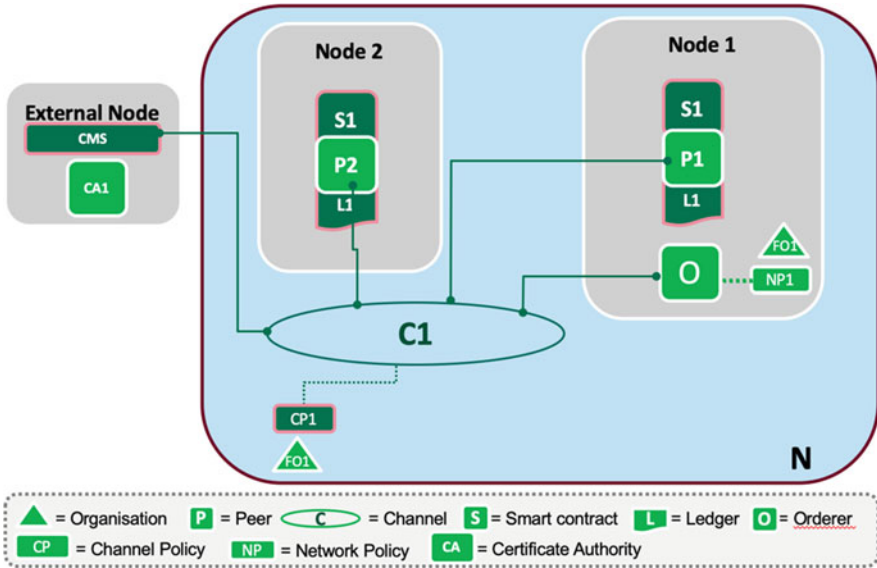 Node 2
Node 1
External Node
CMS
CA1
S1
P2
L1
S1
P1
L1
O
FO1
NP1
C1
CP1
FO1
N
= Organisation P = Peer C = Channel S = Smart contract L = Ledger O = Orderer
CP = Channel Policy NP = Network Policy CA = Certificate Authority